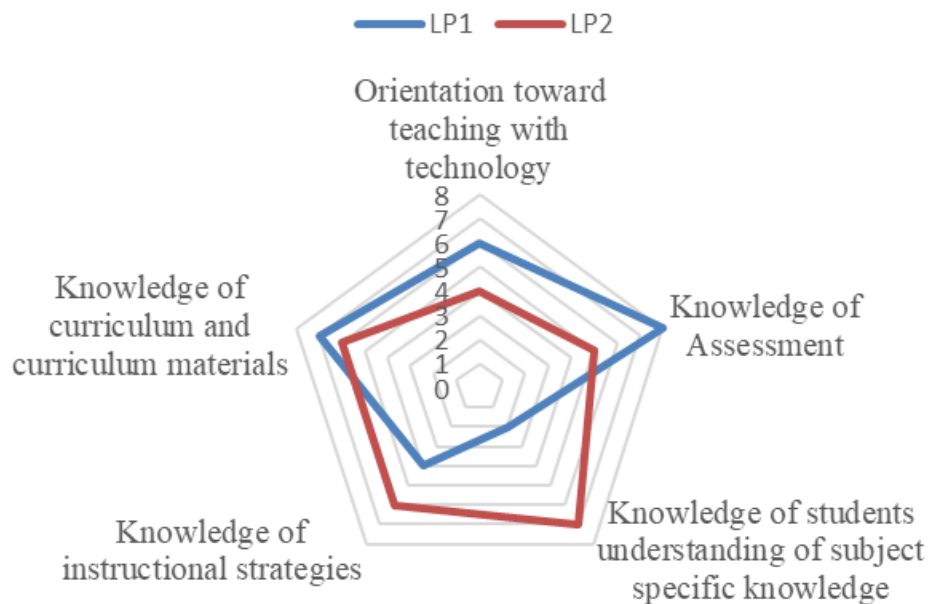 LP1 LP2
Orientation toward
teaching with
technology
8
7
6
5
4
3
2
1
0
Knowledge of
Assessment
Knowledge of students
understanding of subject
specific knowledge
Knowledge of
instructional strategies
Knowledge of
curriculum and
curriculum materials